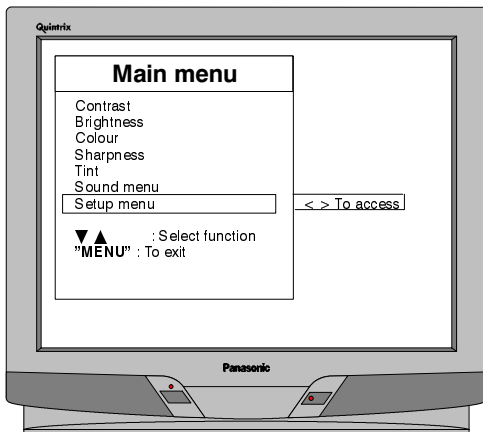 Quintrix
Main menu
Contrast
Brightness
Colour
Sharpness
Tint
Sound menu
Setup menu
< > To access
▼ ▲ : Select function
"MENU" : To exit
Panasonic